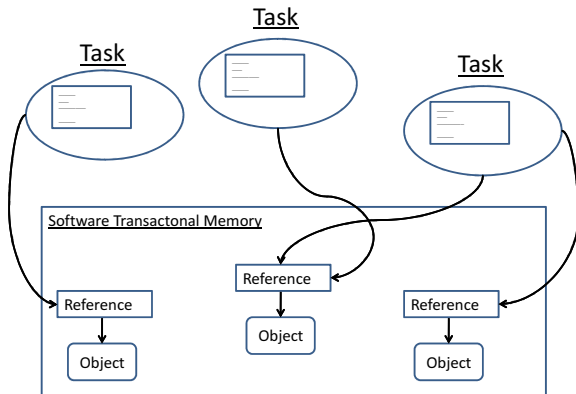 Task
Task
Task
Software Transactonal Memory
Reference
Reference
Reference
Object
Object
Object